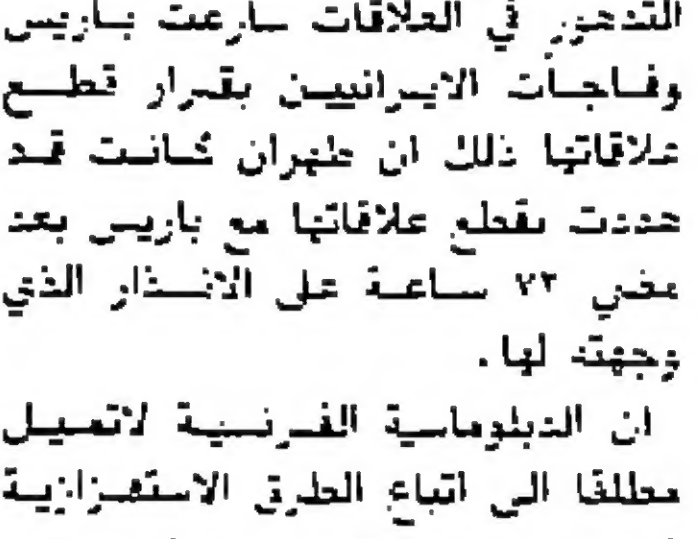 التدهور في العلاقات سارعت باريس
وفاجأت الايرانيين بقرار قطع
علاقاتها ذلك ان طهران كانت قد
هددت بقطع علاقاتها مع باريس بعد
مضي ٧٢ ساعة على الانذار الذي
وجهته لها.
ان الدبلوماسية الفرنسية لاتميل
مطلقا الى اتباع الطرق الاستفزازية